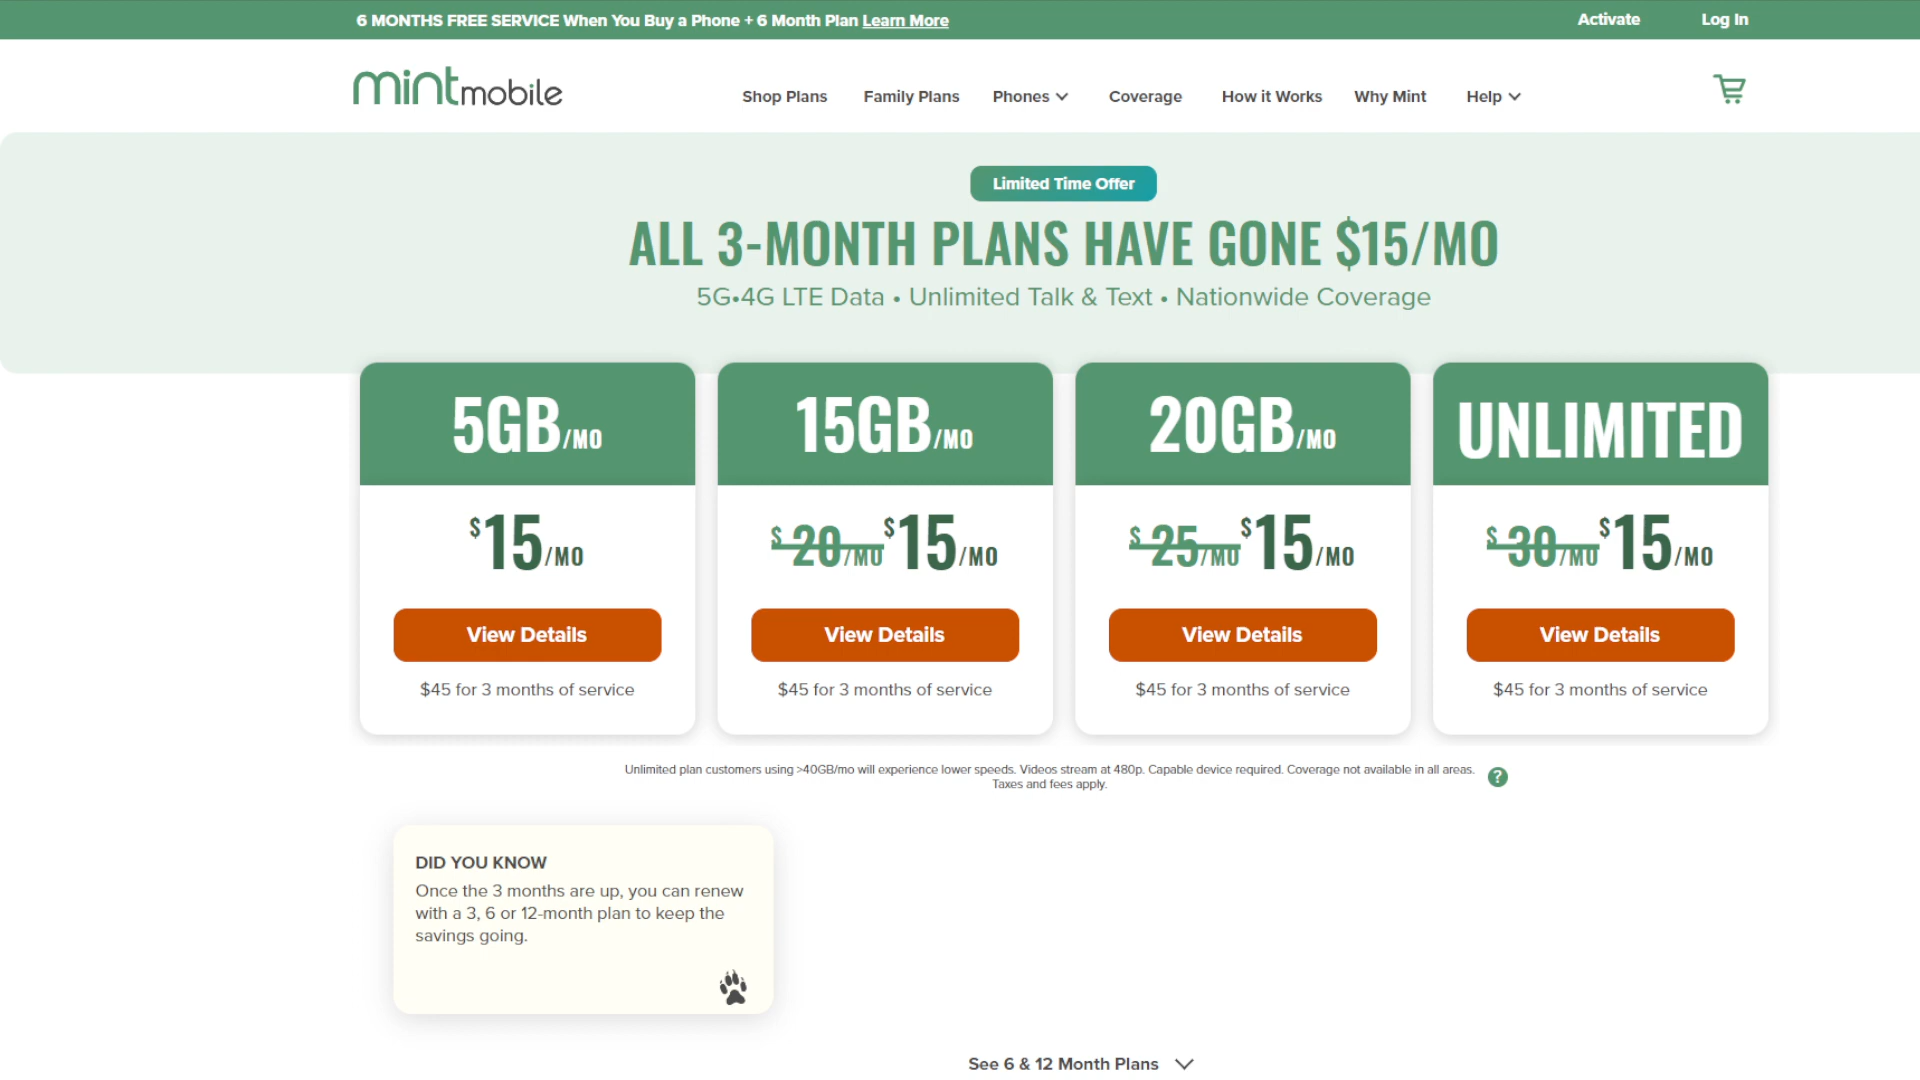 6 MONTHS FREE SERVICE When You Buy a Phone + 6 Month Plan Learn More
Activate
Log In
mint mobile
Shop Plans
Family Plans
Phones
Coverage
How it Works
Why Mint
Help
Limited Time Offer
ALL 3-MONTH PLANS HAVE GONE $15/MO
5G•4G LTE Data • Unlimited Talk & Text • Nationwide Coverage
5GB/MO
$15/MO
View Details
$45 for 3 months of service
15GB/MO
$20/MO $15/MO
View Details
$45 for 3 months of service
20GB/MO
$25/MO $15/MO
View Details
$45 for 3 months of service
UNLIMITED
$30/MO $15/MO
View Details
$45 for 3 months of service
Unlimited plan customers using >40GB/mo will experience lower speeds. Videos stream at 480p. Capable device required. Coverage not available in all areas.
Taxes and fees apply.
?
DID YOU KNOW
Once the 3 months are up, you can renew
with a 3, 6 or 12-month plan to keep the
savings going.
See 6 & 12 Month Plans